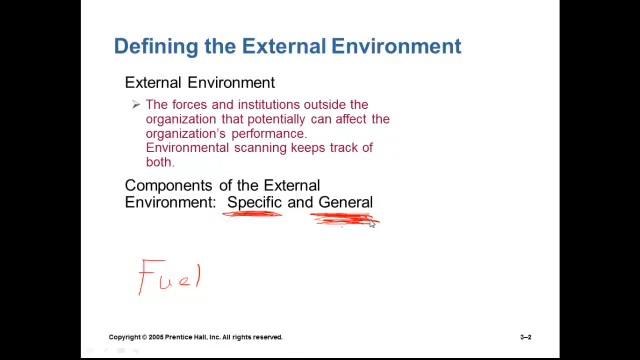 Defining the External Environment
External Environment
The forces and institutions outside the
organization that potentially can affect the
organization's performance.
Environmental scanning keeps track of
both.
Components of the External
Environment: Specific and General
Fuel
Copyright © 2005 Prentice Hall, Inc. All rights reserved.
3–2